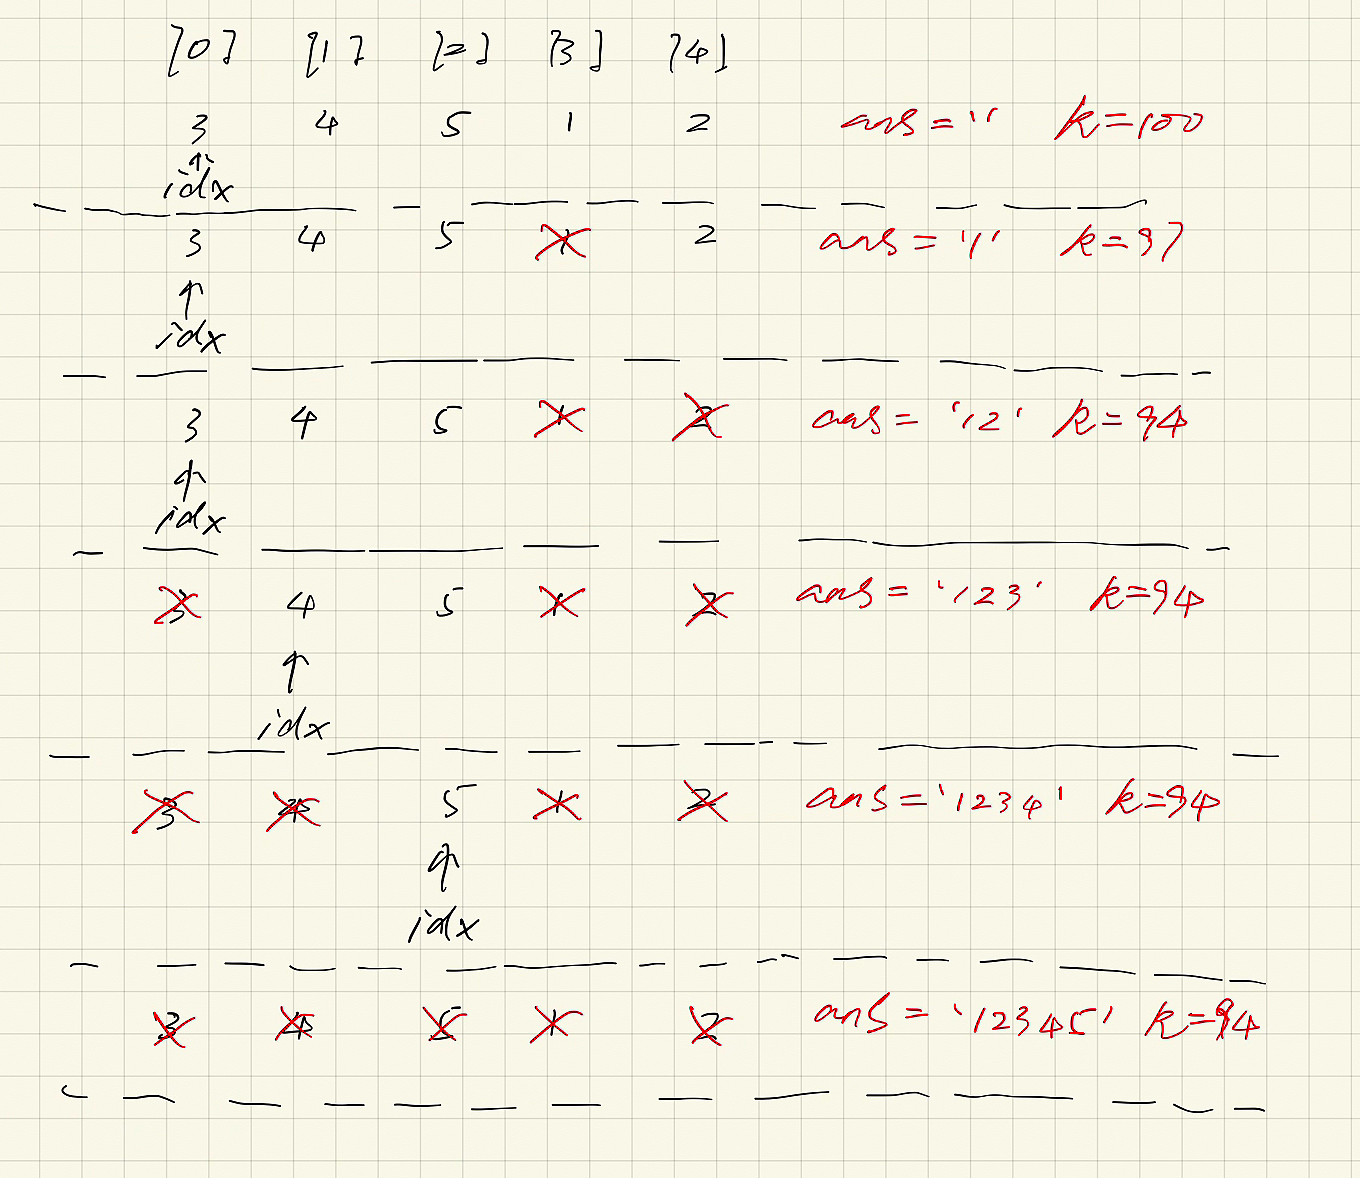 [0] [1] [2] [3] [4]
3 4 5 1 2 ans = '' k=100
idx
3 4 5 1 2 ans = '1' k=97
idx
3 4 5 1 2 ans = '12' k=94
idx
3 4 5 1 2 ans = '123' k=94
idx
3 4 5 1 2 ans = '1234' k=94
idx
3 4 5 1 2 ans = '12345' k=94